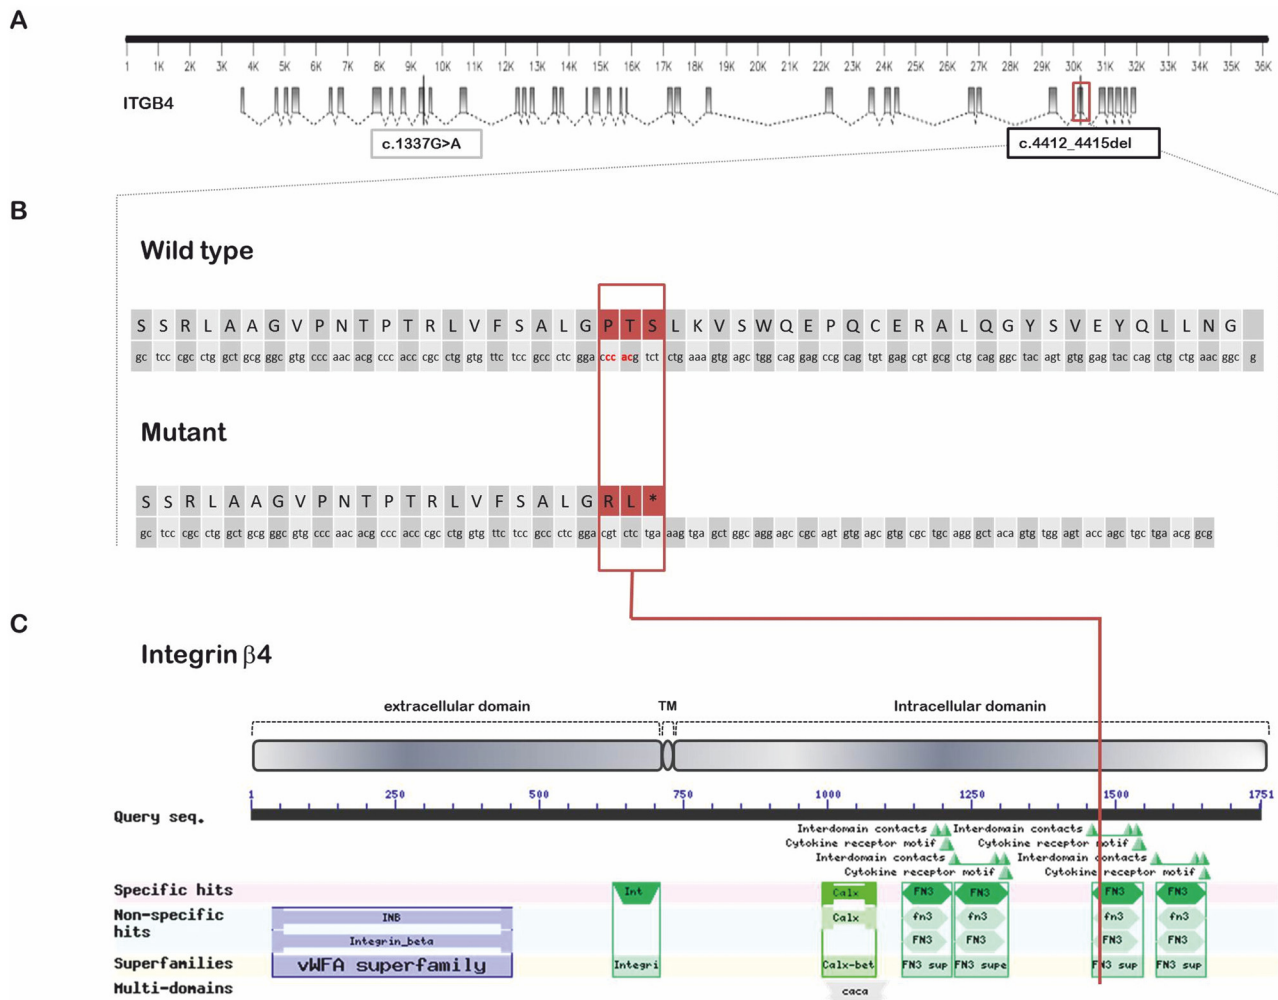 A
1 1K 2K 3K 4K 5K 6K 7K 8K 9K 10K 11K 12K 13K 14K 15K 16K 17K 18K 19K 20K 21K 22K 23K 24K 25K 26K 27K 28K 29K 30K 31K 32K 33K 34K 35K 36K
ITGB4
c.1337G>A
c.4412_4415del
B
Wild type
S S R L A A G V P N T P T R L V F S A L G P T S L K V S W Q E P Q C E R A L Q G Y S V E Y Q L L N G
gc tcc cgc ctg gct gcg ggc gtg ccc aac acg ccc acc cgc ctg gtg ttc tcc gcc ctc gga ccc acg tct ctg aaa gtg agc tgg cag gag ccg cag tgt gag cgt gcg ctg cag ggc tac agt gtg gag tac cag ctg ctg aac ggc g
Mutant
S S R L A A G V P N T P T R L V F S A L G R L *
gc tcc cgc ctg gct gcg ggc gtg ccc aac acg ccc acc cgc ctg gtg ttc tcc gcc ctc gga cgt ctc tga aag tga gct ggc agg agc cgc agt gtg agc gtg cgc tgc agg gct aca gtg tgg agt acc agc tgc tga acg gcg
C
Integrin β4
extracellular domain TM Intracellular domanin
1 250 500 750 1000 1250 1500 1751
Query seq.
Interdomain contacts Interdomain contacts
Cytokine receptor motif Cytokine receptor motif
Interdomain contacts Interdomain contacts
Cytokine receptor motif Cytokine receptor motif
Specific hits Int Calx FN3 FN3 FN3 FN3
Non-specific hits INB Calx fn3 fn3 fn3 fn3
Integrin_beta FN3 FN3 FN3 FN3
Superfamilies vWFA superfamily Integri Calx-bet FN3 sup FN3 supe FN3 sup FN3 sup
Multi-domains caca